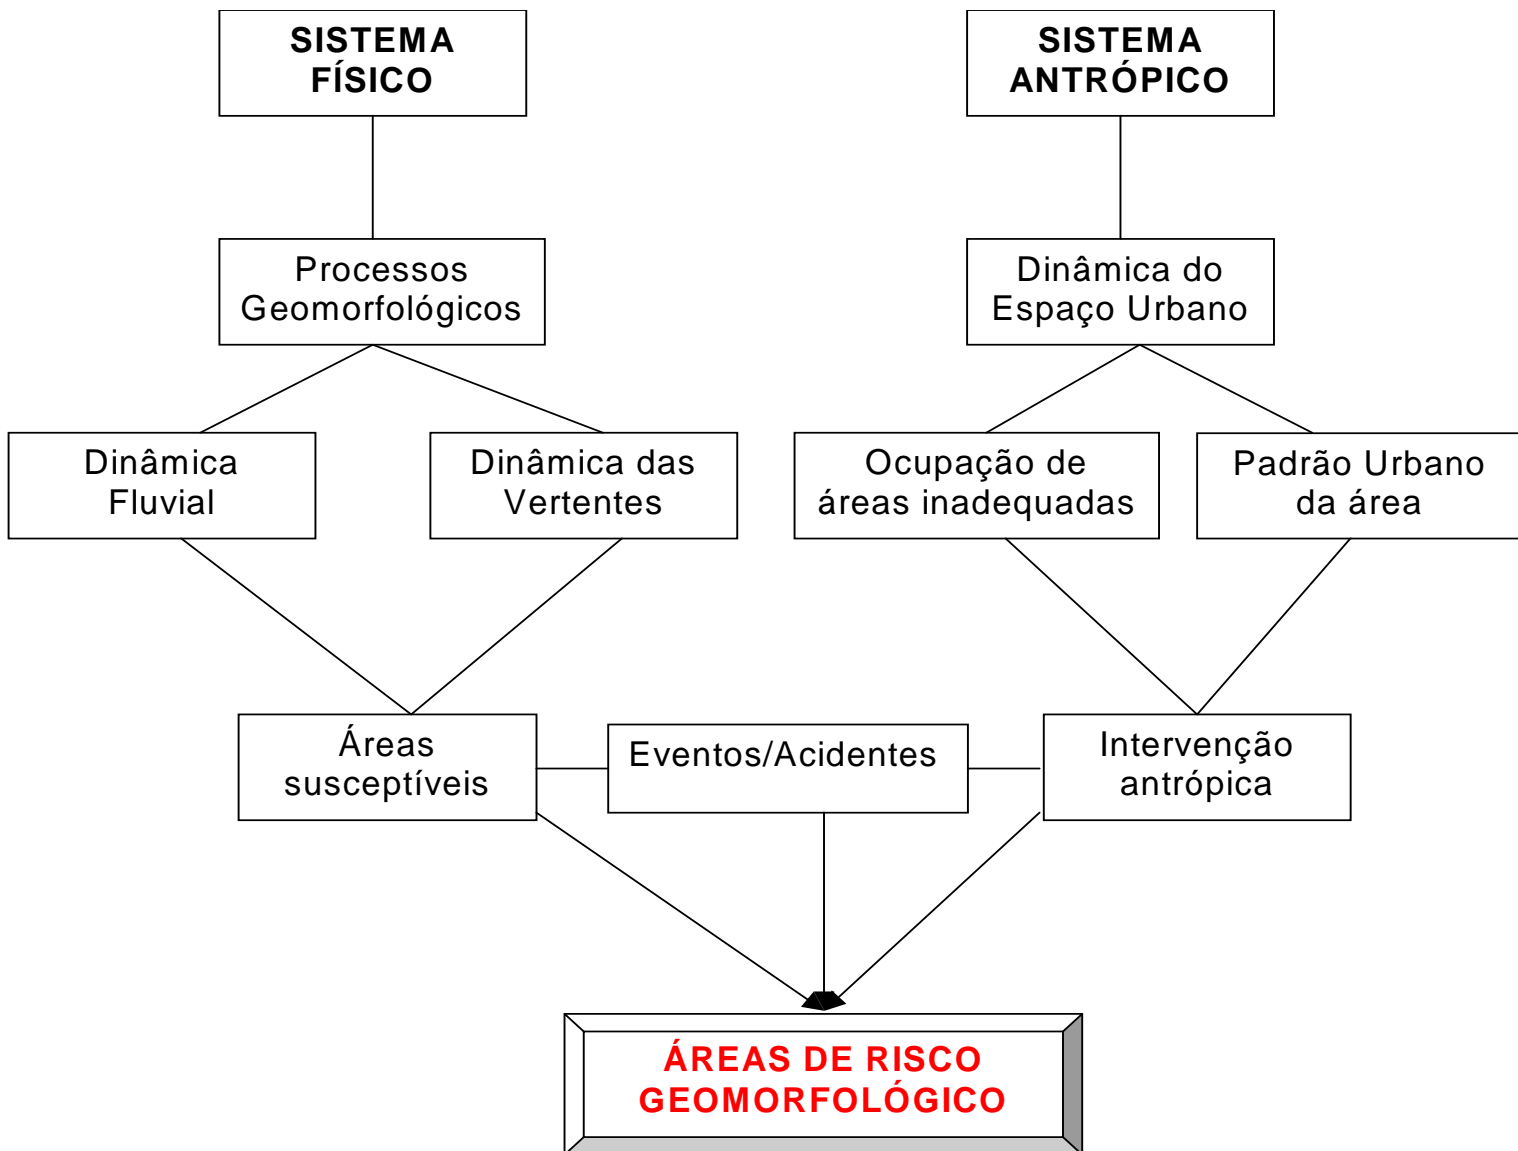 SISTEMA
FÍSICO
SISTEMA
ANTRÓPICO
Processos
Geomorfológicos
Dinâmica do
Espaço Urbano
Dinâmica
Fluvial
Dinâmica das
Vertentes
Ocupação de
áreas inadequadas
Padrão Urbano
da área
Áreas
susceptíveis
Eventos/Acidentes
Intervenção
antrópica
ÁREAS DE RISCO
GEOMORFOLÓGICO